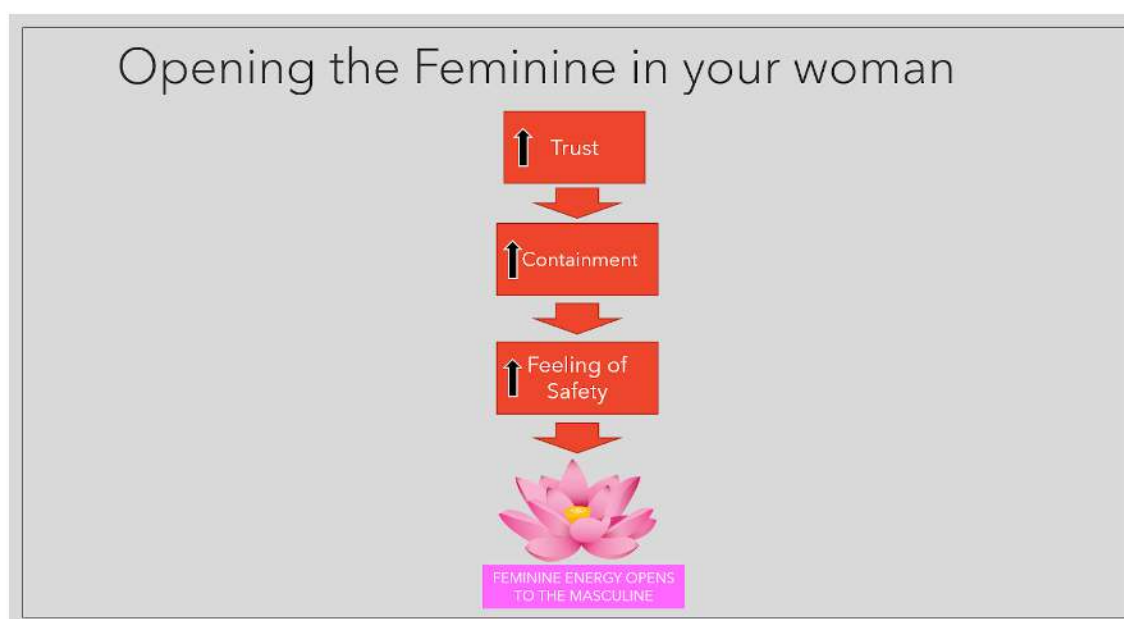 Opening the Feminine in your woman
Trust
Containment
Feeling of
Safety
FEMININE ENERGY OPENS
TO THE MASCULINE